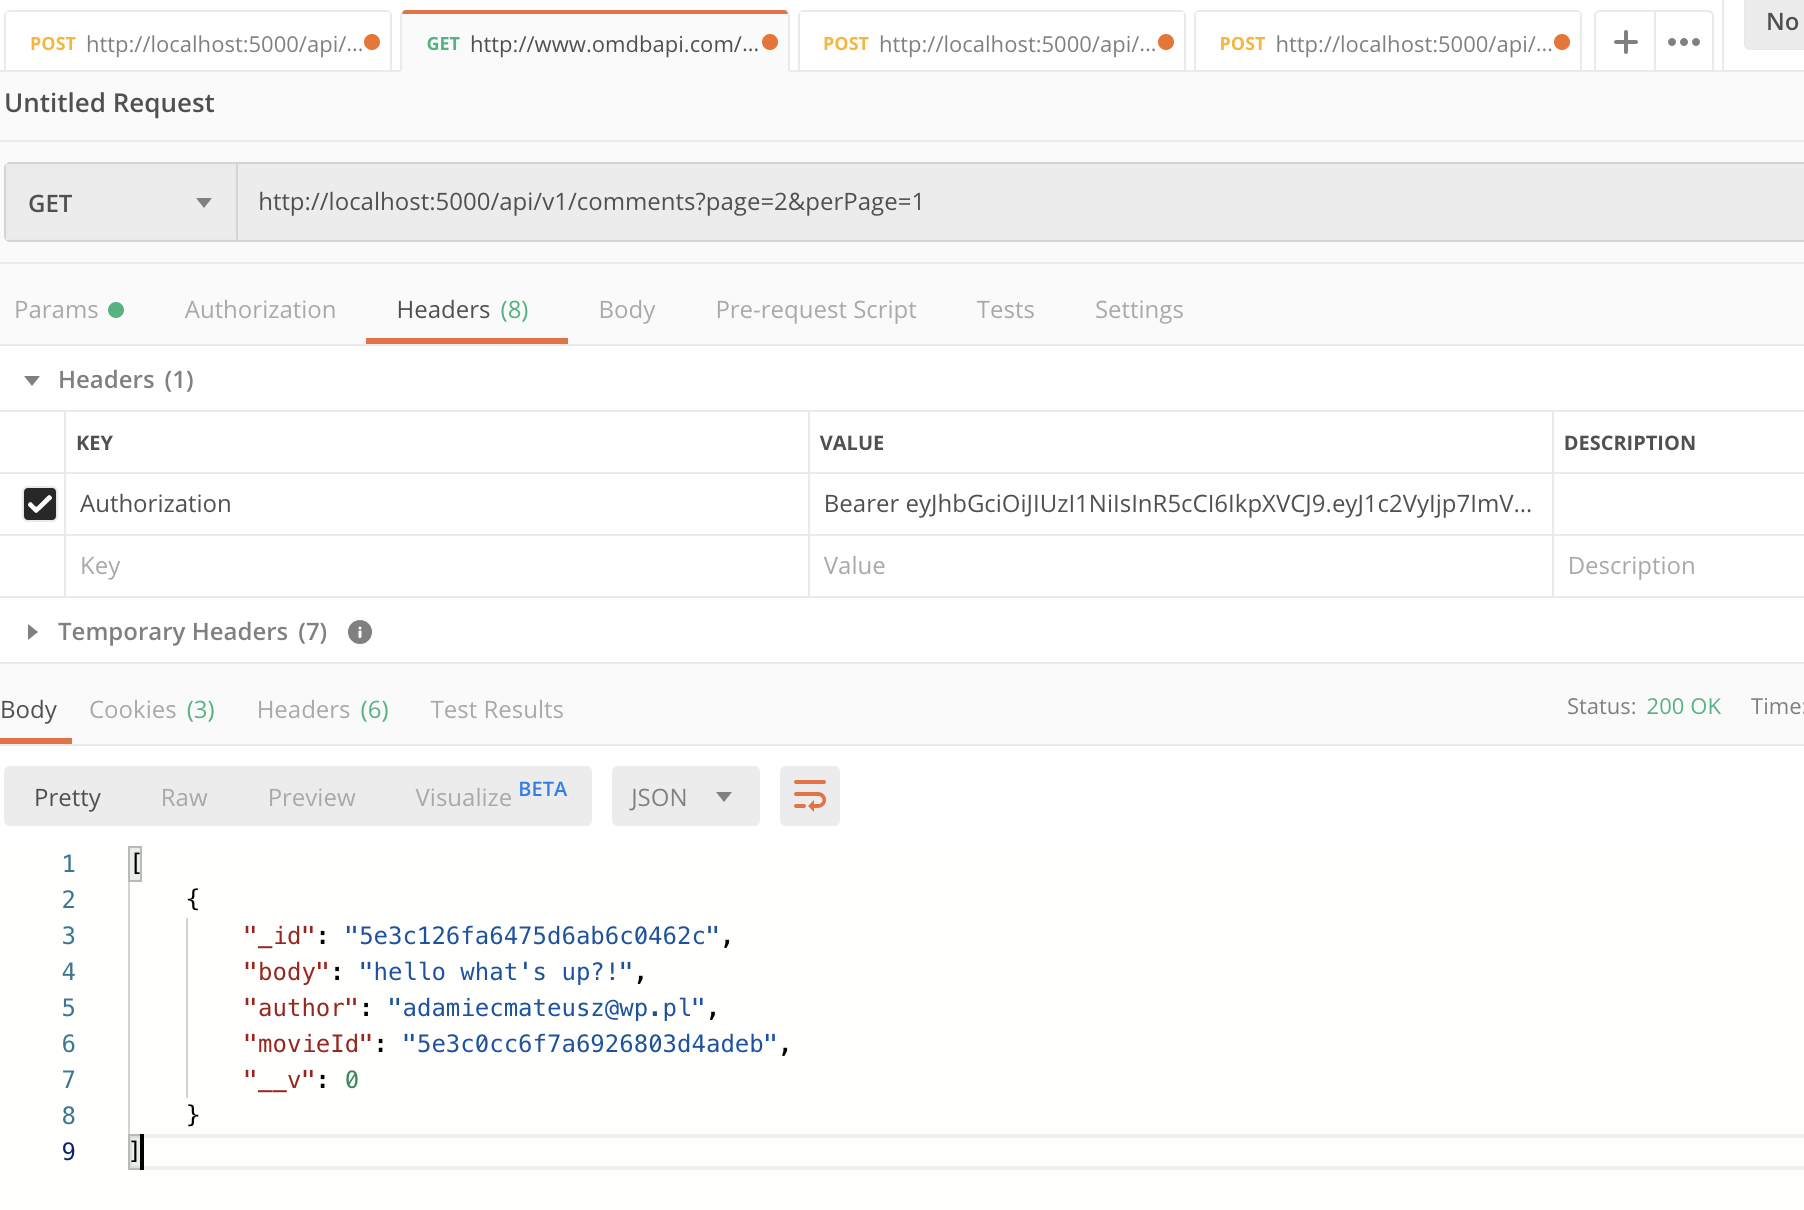 POST http://localhost:5000/api/... GET http://www.omdbapi.com/... POST http://localhost:5000/api/... POST http://localhost:5000/api/... No
Untitled Request
GET http://localhost:5000/api/v1/comments?page=2&perPage=1
Params Authorization Headers (8) Body Pre-request Script Tests Settings
Headers (1)
KEY VALUE DESCRIPTION
Authorization Bearer eyJhbGciOiJIUzI1NiIsInR5cCI6IkpXVCJ9.eyJ1c2VyIjp7ImV...
Key Value Description
Temporary Headers (7)
Body Cookies (3) Headers (6) Test Results Status: 200 OK Time:
Pretty Raw Preview Visualize BETA JSON
1 [
2 {
3 "_id": "5e3c126fa6475d6ab6c0462c",
4 "body": "hello what's up?!",
5 "author": "adamiecmateusz@wp.pl",
6 "movieId": "5e3c0cc6f7a6926803d4adeb",
7 "__v": 0
8 }
9 ]